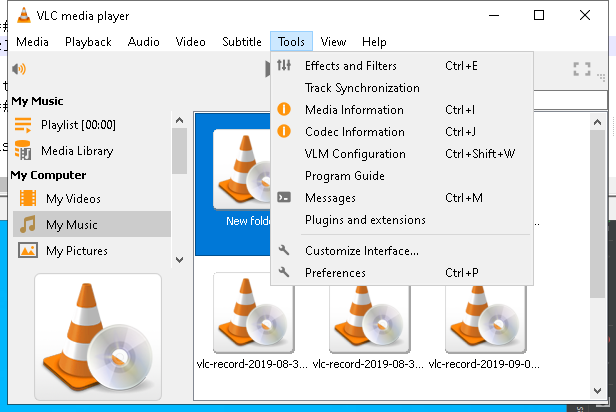 VLC media player
Media Playback Audio Video Subtitle Tools View Help
Effects and Filters Ctrl+E
Track Synchronization
Media Information Ctrl+I
Codec Information Ctrl+J
VLM Configuration Ctrl+Shift+W
Program Guide
Messages Ctrl+M
Plugins and extensions
Customize Interface...
Preferences Ctrl+P
My Music
Playlist [00:00]
Media Library
My Computer
My Videos
My Music
My Pictures
New folde
vlc-record-2019-08-3... vlc-record-2019-08-3... vlc-record-2019-09-0...